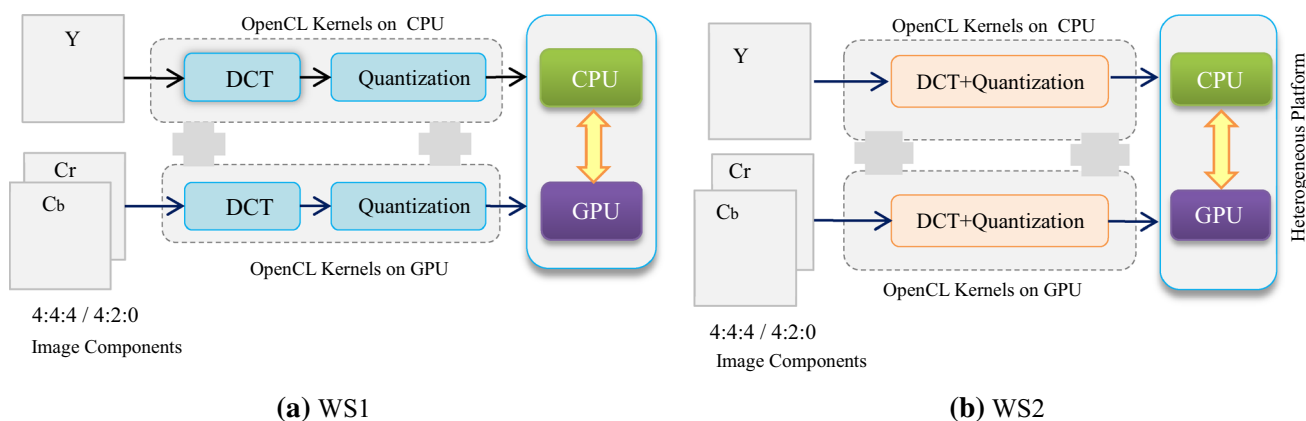 OpenCL Kernels on CPU
Y
DCT
Quantization
CPU
Cr
Cb
DCT
Quantization
GPU
OpenCL Kernels on GPU
4:4:4 / 4:2:0
Image Components
(a) WS1
OpenCL Kernels on CPU
Y
DCT+Quantization
CPU
Cr
Cb
DCT+Quantization
GPU
Heterogeneous Platform
OpenCL Kernels on GPU
4:4:4 / 4:2:0
Image Components
(b) WS2